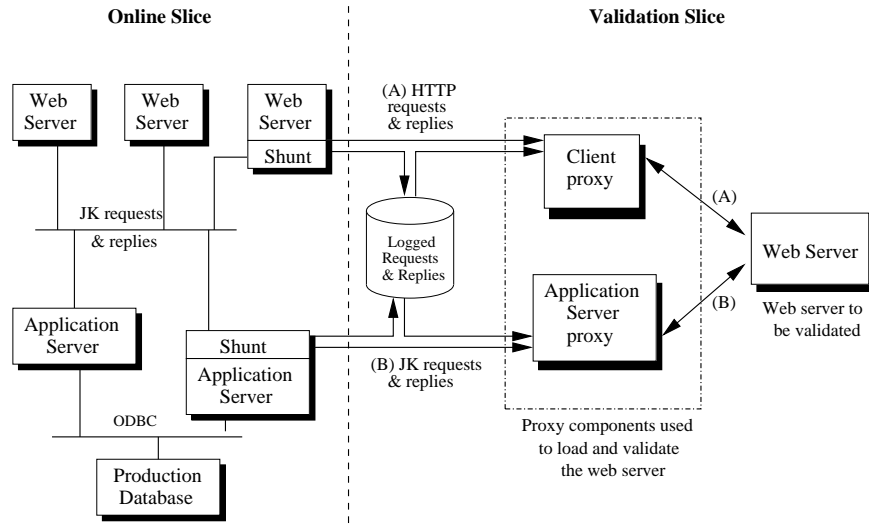 Online Slice
Validation Slice
Web
Server
Web
Server
Web
Server
Shunt
(A) HTTP
requests
& replies
Client
proxy
(A)
JK requests
& replies
Logged
Requests
& Replies
Web Server
Web server to
be validated
Application
Server
Shunt
Application
Server
(B) JK requests
& replies
Application
Server
proxy
(B)
Proxy components used
to load and validate
the web server
ODBC
Production
Database